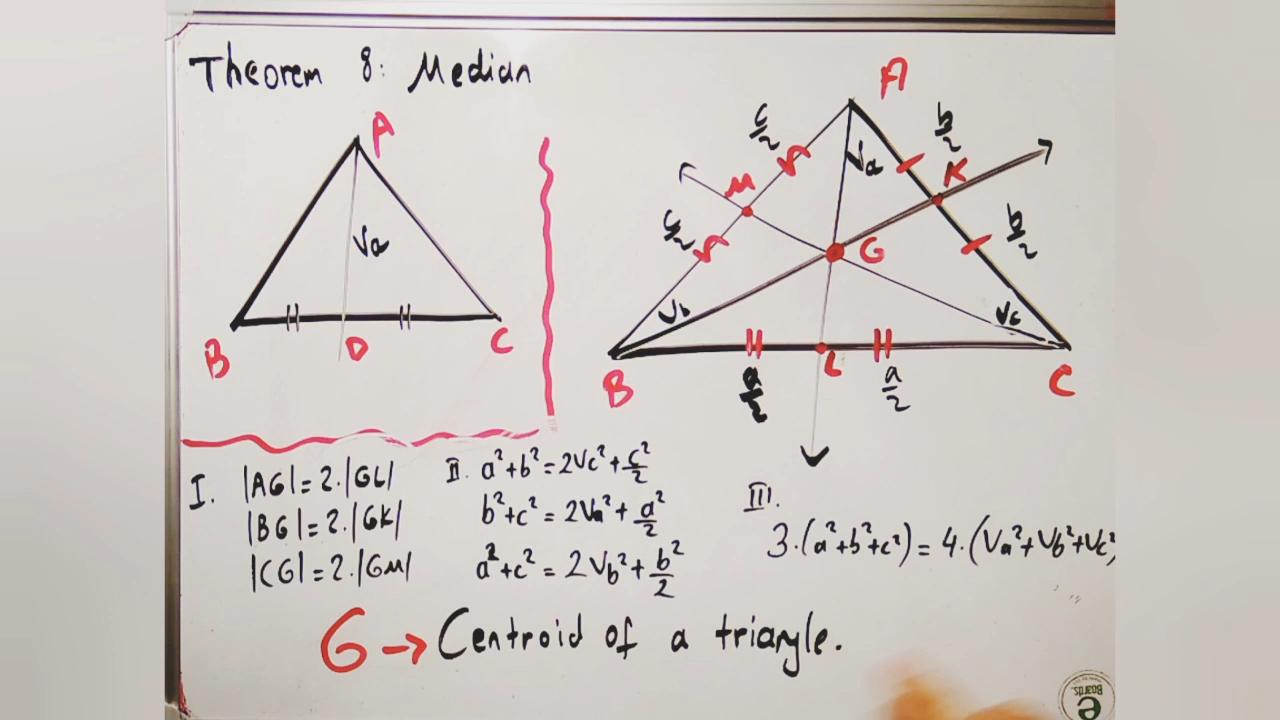 Theorem 8: Median
A
Va
B
D
C
A
c/2
b/2
Va
M
K
c/2
b/2
G
Vb
Vc
B
L
C
a/2
a/2
I.
|AG| = 2.|GL|
|BG| = 2.|GK|
|CG| = 2.|GM|
II. a²+b² = 2Vc² + c²/2
b²+c² = 2Va² + a²/2
a²+c² = 2Vb² + b²/2
III.
3.(a²+b²+c²) = 4.(Va²+Vb²+Vc²
G → Centroid of a triangle.
e
Boards